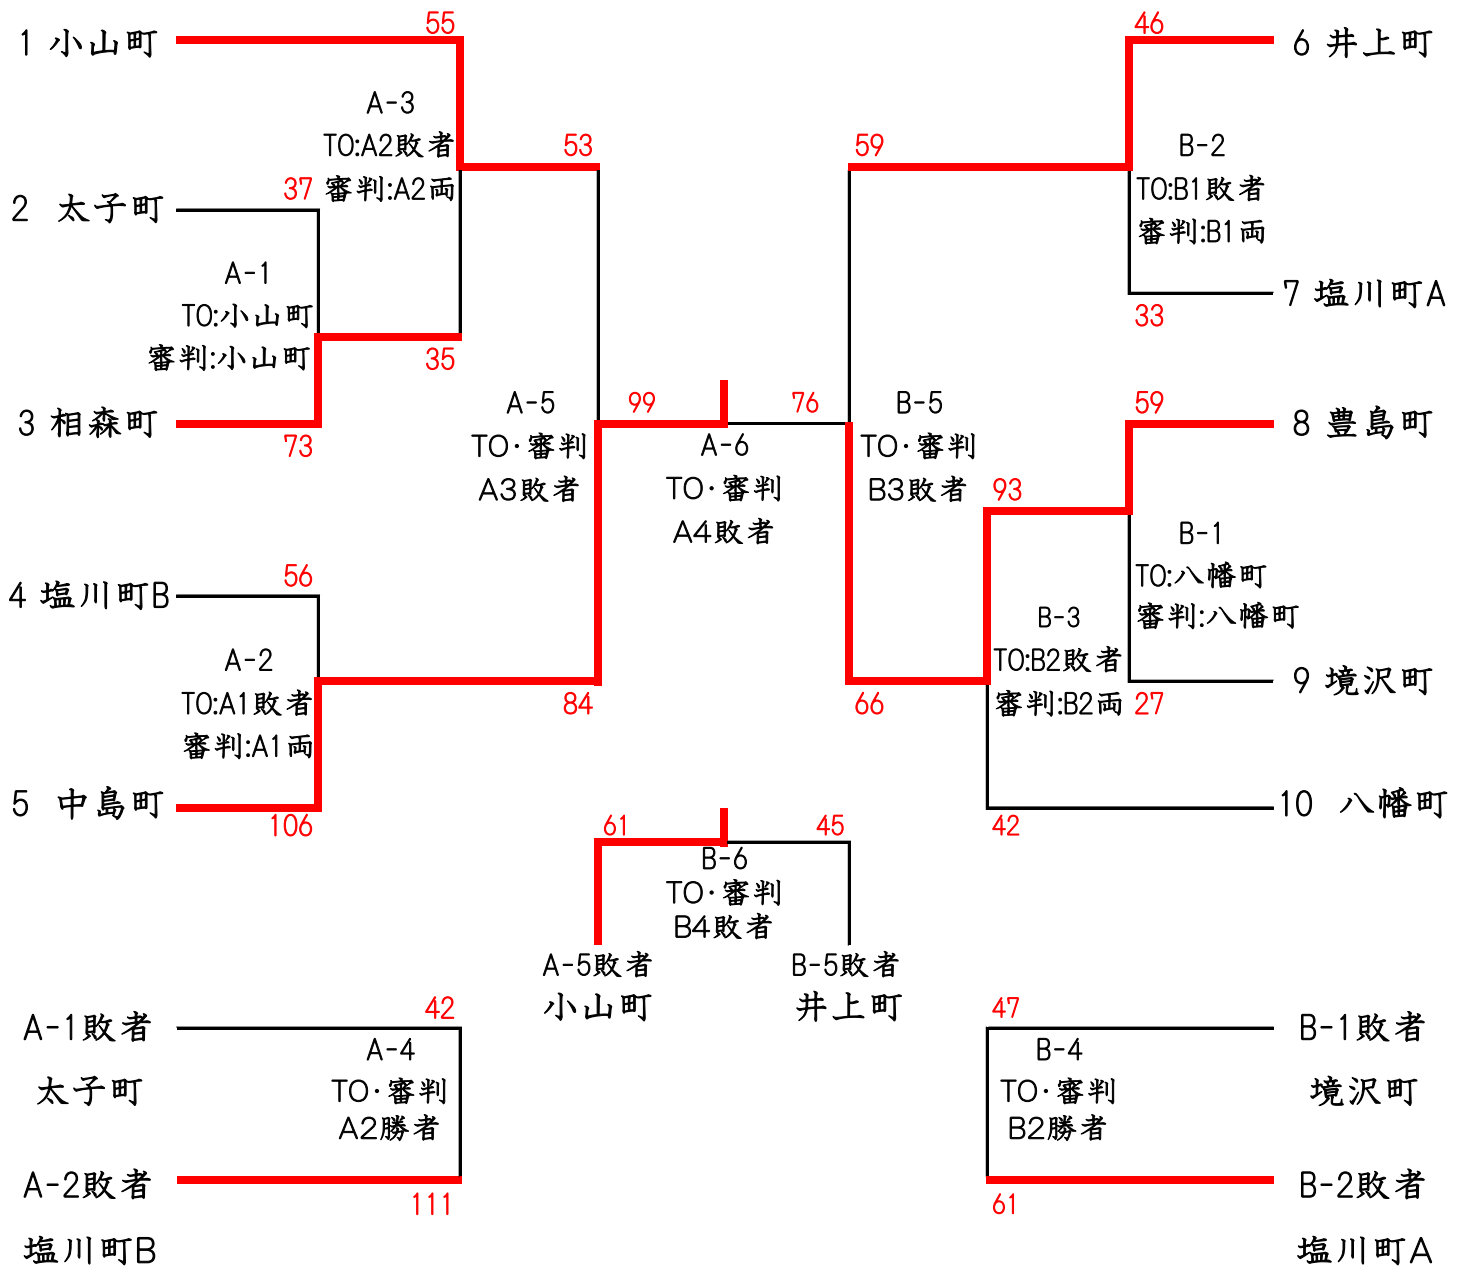 1 小山町
55
A-3
TO:A2敗者
審判:A2両
53
2 太子町
37
A-1
TO:小山町
審判:小山町
35
3 相森町
73
A-5
TO・審判
A3敗者
4 塩川町B
56
A-2
TO:A1敗者
審判:A1両
84
5 中島町
106
99
76
A-6
TO・審判
A4敗者
46
6 井上町
59
B-2
TO:B1敗者
審判:B1両
7 塩川町A
33
B-5
TO・審判
B3敗者
59
8 豊島町
93
B-1
TO:八幡町
審判:八幡町
B-3
TO:B2敗者
審判:B2両
9 境沢町
27
66
10 八幡町
42
61
45
B-6
TO・審判
B4敗者
A-5敗者
小山町
B-5敗者
井上町
A-1敗者
太子町
42
A-4
TO・審判
A2勝者
A-2敗者
111
塩川町B
47
B-1敗者
境沢町
B-4
TO・審判
B2勝者
B-2敗者
61
塩川町A